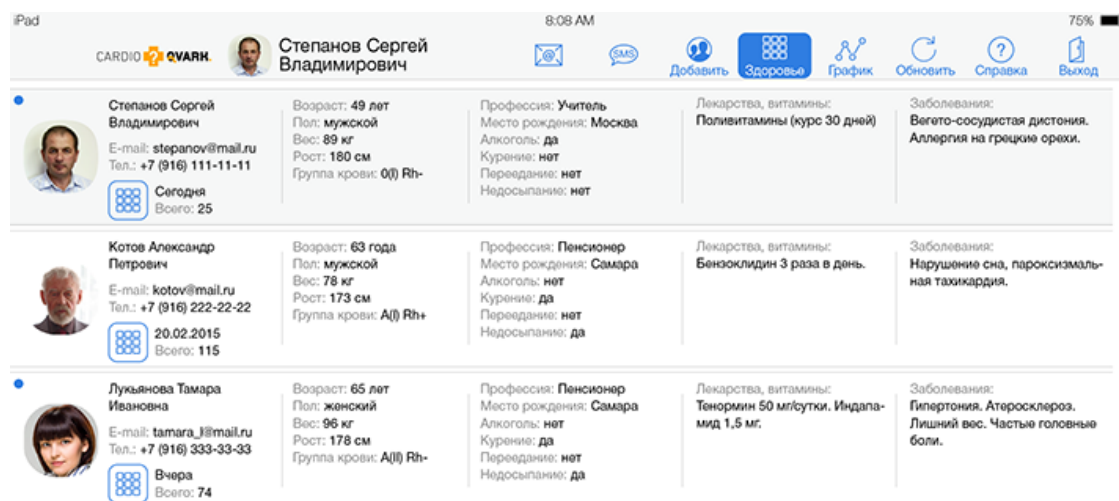 iPad 8:08 AM 75%
CARDIO QVARK
Степанов Сергей
Владимирович
SMS
Добавить
Здоровье
График
Обновить
?
Справка
Выход
Степанов Сергей
Владимирович
E-mail: stepanov@mail.ru
Тел.: +7 (916) 111-11-11
Сегодня
Всего: 25
Возраст: 49 лет
Пол: мужской
Вес: 89 кг
Рост: 180 см
Группа крови: 0(I) Rh-
Профессия: Учитель
Место рождения: Москва
Алкоголь: да
Курение: нет
Переедание: нет
Недосыпание: нет
Лекарства, витамины:
Поливитамины (курс 30 дней)
Заболевания:
Вегето-сосудистая дистония.
Аллергия на грецкие орехи.
Котов Александр
Петрович
E-mail: kotov@mail.ru
Тел.: +7 (916) 222-22-22
20.02.2015
Всего: 115
Возраст: 63 года
Пол: мужской
Вес: 78 кг
Рост: 173 см
Группа крови: A(I) Rh+
Профессия: Пенсионер
Место рождения: Самара
Алкоголь: нет
Курение: да
Переедание: нет
Недосыпание: да
Лекарства, витамины:
Бензоклидин 3 раза в день.
Заболевания:
Нарушение сна, пароксизмаль-
ная тахикардия.
Лукьянова Тамара
Ивановна
E-mail: tamara_l@mail.ru
Тел.: +7 (916) 333-33-33
Вчера
Всего: 74
Возраст: 65 лет
Пол: женский
Вес: 96 кг
Рост: 178 см
Группа крови: A(II) Rh-
Профессия: Пенсионер
Место рождения: Самара
Алкоголь: нет
Курение: да
Переедание: нет
Недосыпание: да
Лекарства, витамины:
Тенормин 50 мг/сутки. Индапа-
мид 1,5 мг.
Заболевания:
Гипертония. Атеросклероз.
Лишний вес. Частые головные
боли.